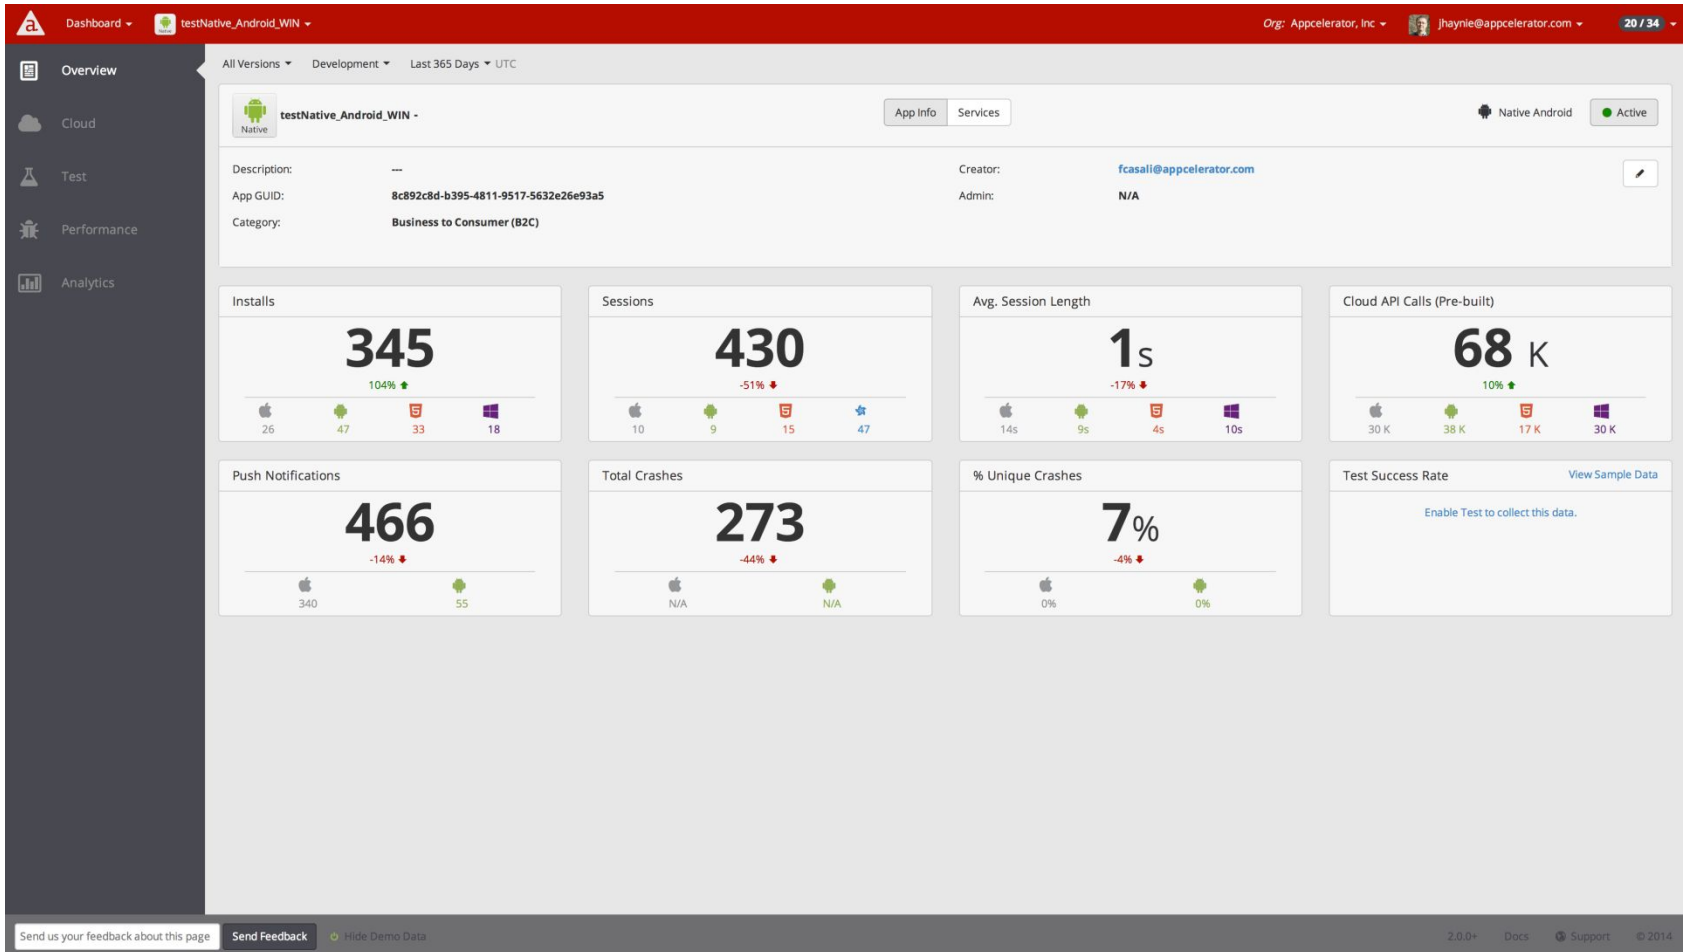 a Dashboard testNative_Android_WIN Org: Appcelerator, Inc jhaynie@appcelerator.com 20 / 34
Overview
Cloud
Test
Performance
Analytics
All Versions Development Last 365 Days UTC
Native
testNative_Android_WIN -
App Info Services
Native Android Active
Description: --- Creator: fcasali@appcelerator.com
App GUID: 8c892c8d-b395-4811-9517-5632e26e93a5 Admin: N/A
Category: Business to Consumer (B2C)
Installs
345
104%
26 47 33 18
Sessions
430
-51%
10 9 15 47
Avg. Session Length
1s
-17%
14s 9s 4s 10s
Cloud API Calls (Pre-built)
68 K
10%
30 K 38 K 17 K 30 K
Push Notifications
466
-14%
340 55
Total Crashes
273
-44%
N/A N/A
% Unique Crashes
7%
-4%
0% 0%
Test Success Rate View Sample Data
Enable Test to collect this data.
Send us your feedback about this page Send Feedback Hide Demo Data 2.0.0+ Docs Support © 2014